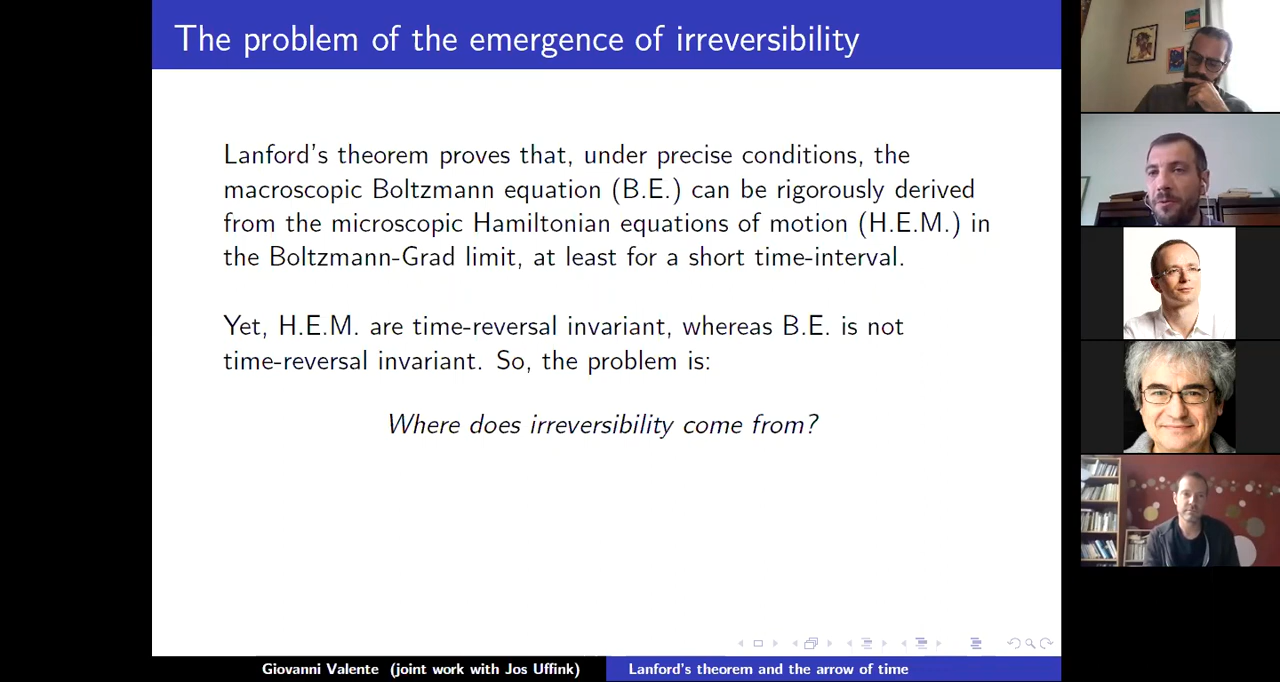 The problem of the emergence of irreversibility
Lanford's theorem proves that, under precise conditions, the
macroscopic Boltzmann equation (B.E.) can be rigorously derived
from the microscopic Hamiltonian equations of motion (H.E.M.) in
the Boltzmann-Grad limit, at least for a short time-interval.
Yet, H.E.M. are time-reversal invariant, whereas B.E. is not
time-reversal invariant. So, the problem is:
Where does irreversibility come from?
Giovanni Valente (joint work with Jos Uffink)
Lanford's theorem and the arrow of time